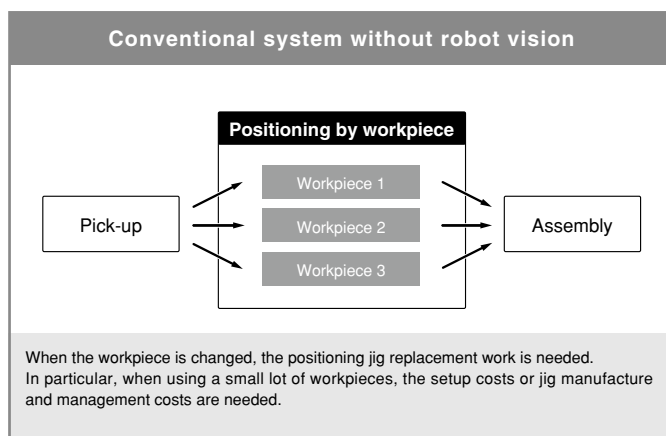 Conventional system without robot vision
Positioning by workpiece
Workpiece 1
Pick-up
Workpiece 2
Assembly
Workpiece 3
When the workpiece is changed, the positioning jig replacement work is needed.
In particular, when using a small lot of workpieces, the setup costs or jig manufacture
and management costs are needed.